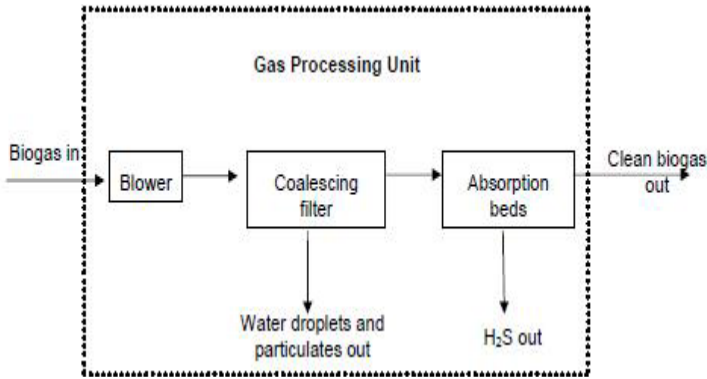 Gas Processing Unit
Biogas in
Blower
Coalescing
filter
Absorption
beds
Clean biogas
out
Water droplets and
particulates out
H₂S out